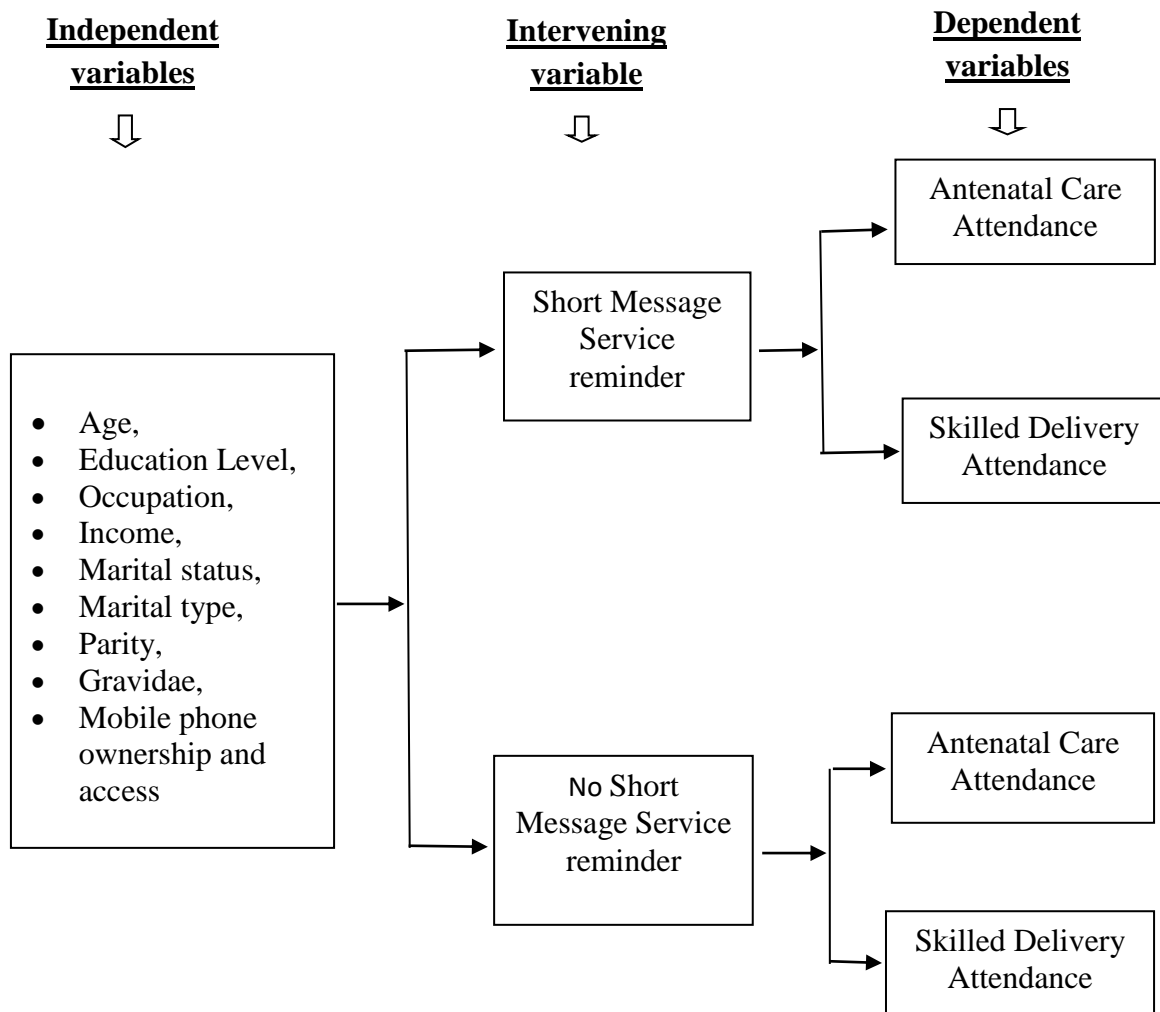 Independent
variables
Intervening
variable
Dependent
variables
Antenatal Care
Attendance
Short Message
Service
reminder
Skilled Delivery
Attendance
• Age,
• Education Level,
• Occupation,
• Income,
• Marital status,
• Marital type,
• Parity,
• Gravidae,
• Mobile phone
ownership and
access
No Short
Message Service
reminder
Antenatal Care
Attendance
Skilled Delivery
Attendance